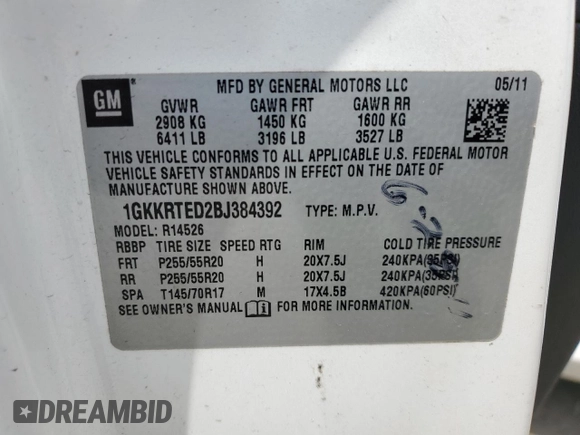 GM
MFD BY GENERAL MOTORS LLC 05/11
GVWR GAWR FRT GAWR RR
2908 KG 1450 KG 1600 KG
6411 LB 3196 LB 3527 LB
THIS VEHICLE CONFORMS TO ALL APPLICABLE U.S. FEDERAL MOTOR
VEHICLE SAFETY STANDARDS IN EFFECT ON THE DATE OF
MANUFACTURE SHOWN ABOVE.
1GKKRTED2BJ384392 TYPE: M.P.V.
MODEL: R14526
RBBP TIRE SIZE SPEED RTG RIM COLD TIRE PRESSURE
FRT P255/55R20 H 20X7.5J 240KPA(35PSI)
RR P255/55R20 H 20X7.5J 240KPA(35PSI)
SPA T145/70R17 M 17X4.5B 420KPA(60PSI)
SEE OWNER'S MANUAL FOR MORE INFORMATION
DREAMBID